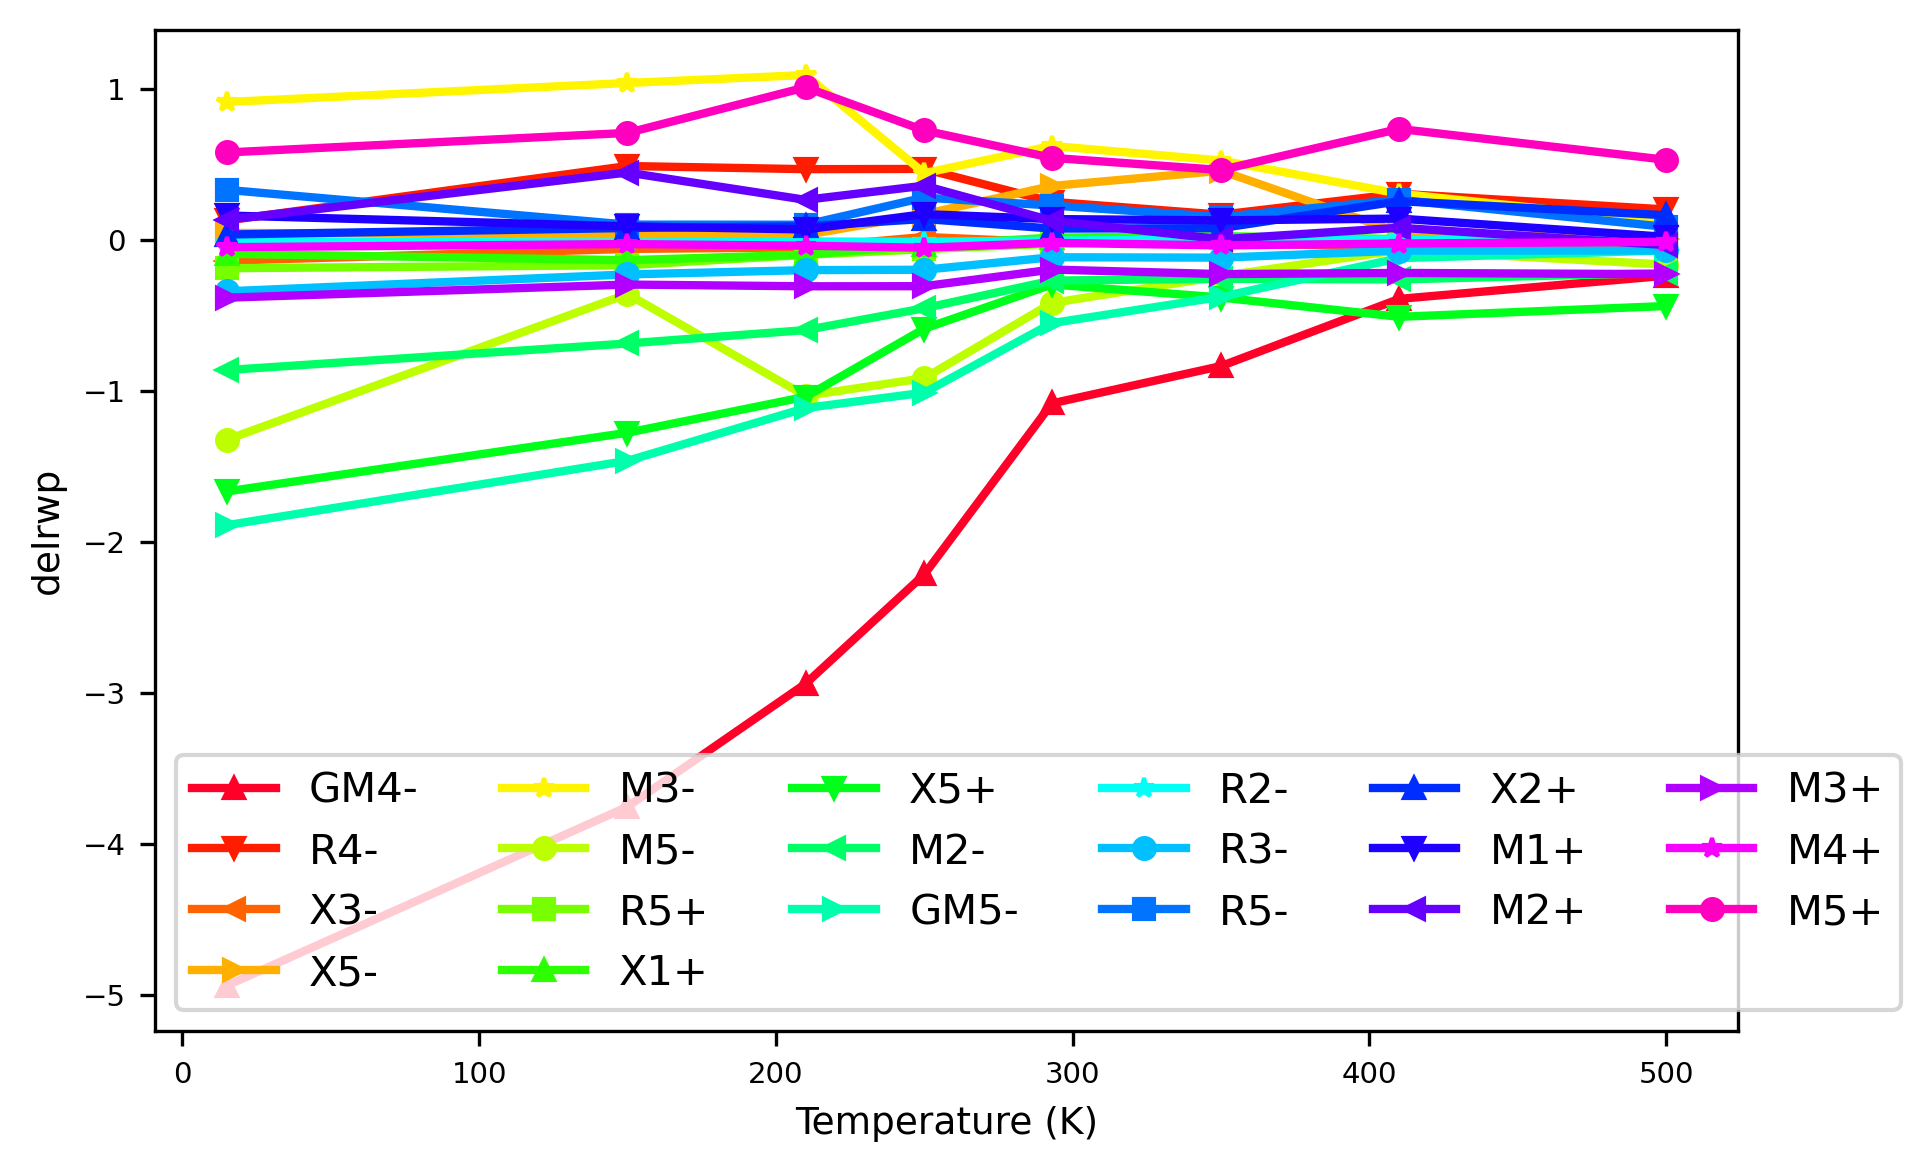 1
0
−1
−2
−3
−4
−5
delrwp
GM4- M3- X5+ R2- X2+ M3+
R4- M5- M2- R3- M1+ M4+
X3- R5+ GM5- R5- M2+ M5+
X5- X1+
0 100 200 300 400 500
Temperature (K)